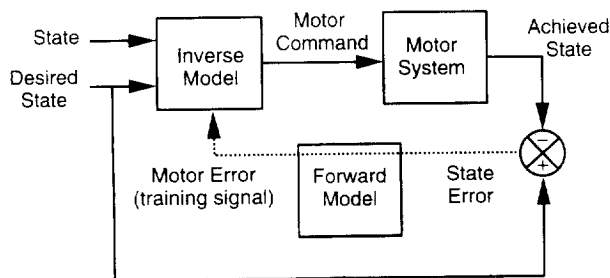 State
Desired
State
Inverse
Model
Motor
Command
Motor
System
Achieved
State
−
+
Motor Error
(training signal)
Forward
Model
State
Error